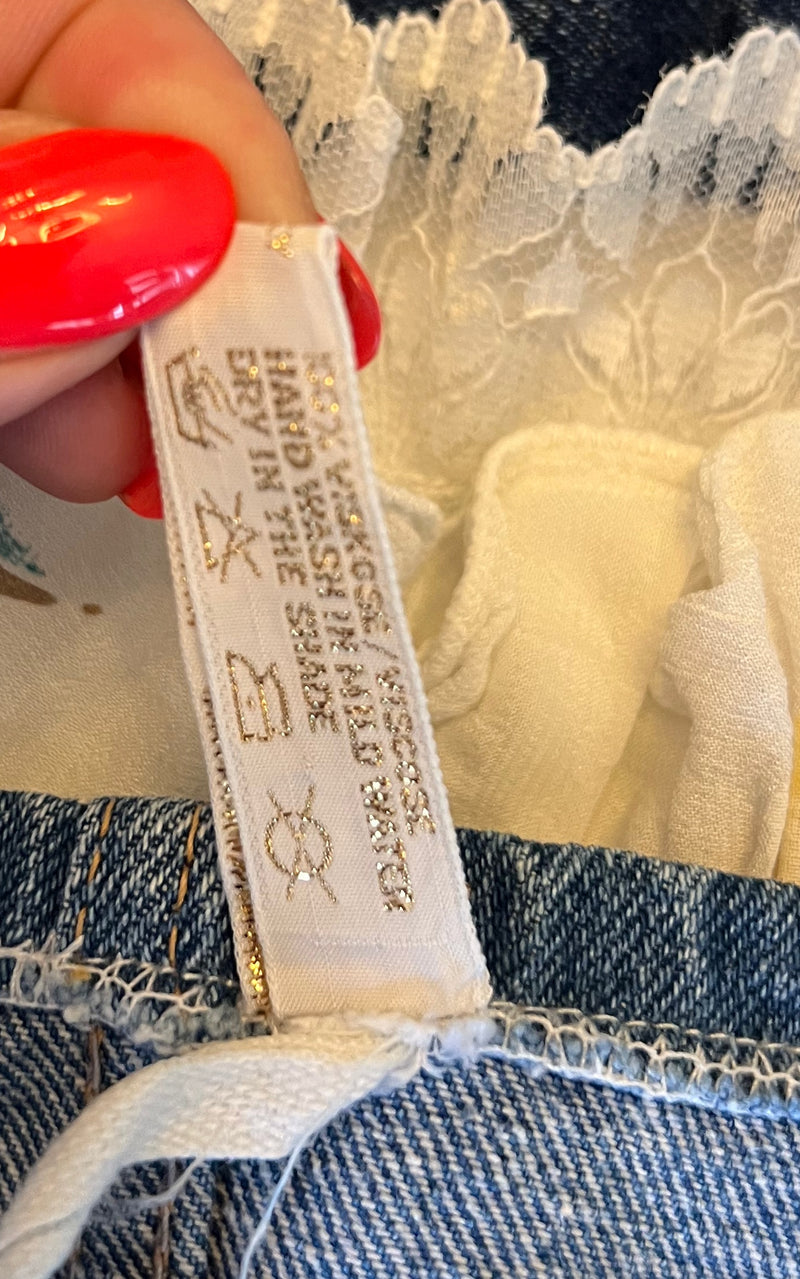 100% VISKOSE/VISCOSE
HAND WASH IN MILD WATER
DRY IN THE SHADE